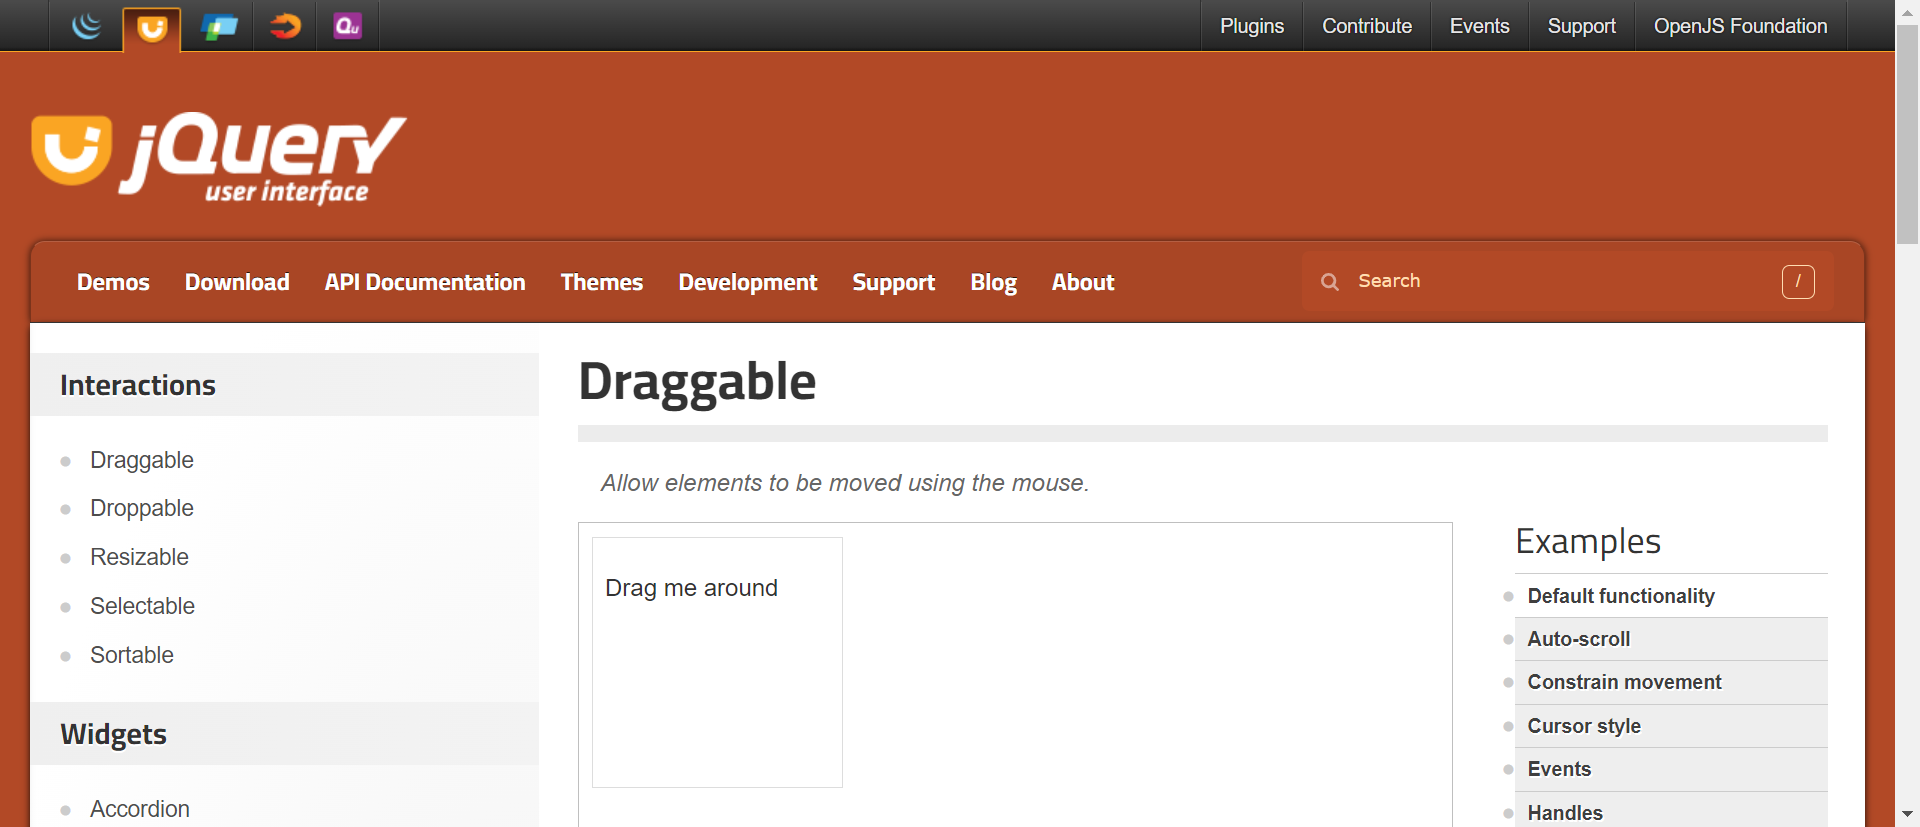 Qu
Plugins Contribute Events Support OpenJS Foundation
jQuery
user interface
Demos Download API Documentation Themes Development Support Blog About Search /
Interactions
Draggable
Droppable
Resizable
Selectable
Sortable
Widgets
Accordion
Draggable
Allow elements to be moved using the mouse.
Drag me around
Examples
Default functionality
Auto-scroll
Constrain movement
Cursor style
Events
Handles